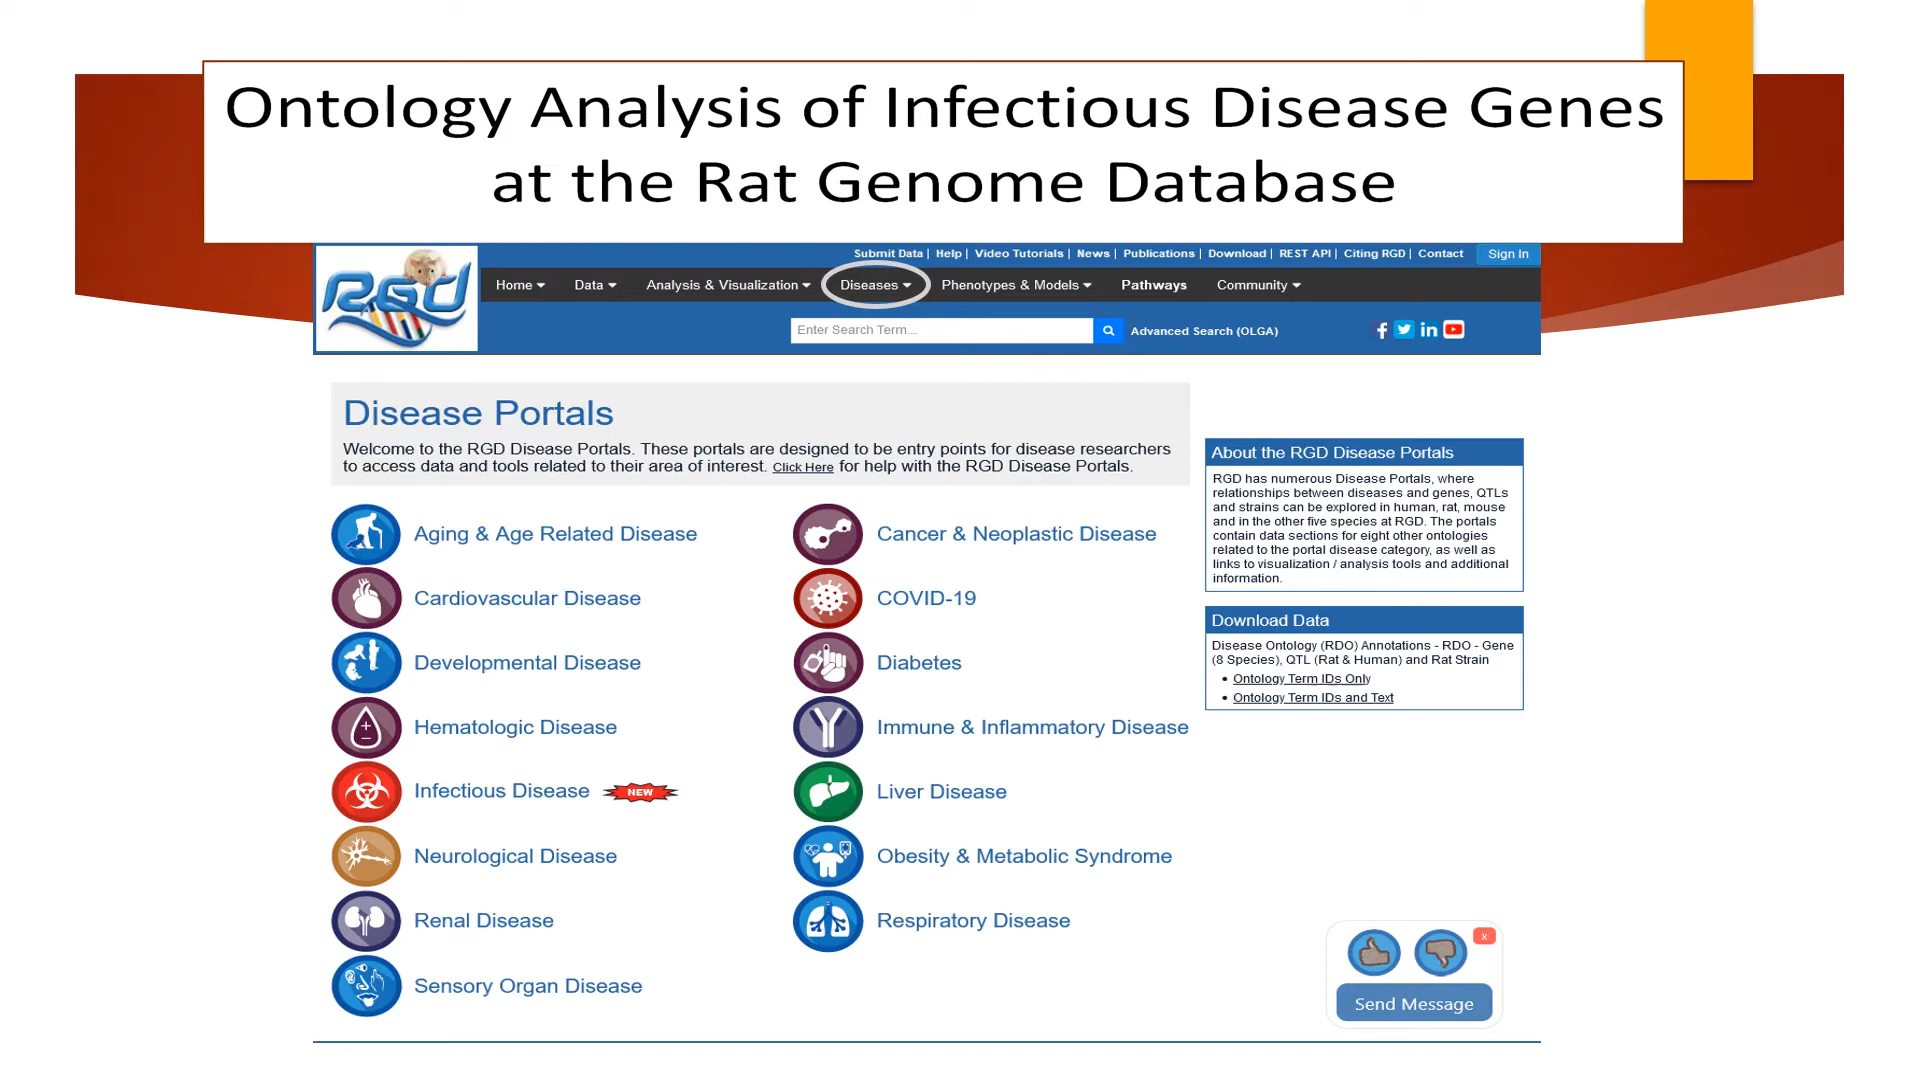 Ontology Analysis of Infectious Disease Genes
at the Rat Genome Database
Submit Data | Help | Video Tutorials | News | Publications | Download | REST API | Citing RGD | Contact Sign In
RGD
Home Data Analysis & Visualization Diseases Phenotypes & Models Pathways Community
Enter Search Term... Advanced Search (OLGA)
Disease Portals
Welcome to the RGD Disease Portals. These portals are designed to be entry points for disease researchers
to access data and tools related to their area of interest. Click Here for help with the RGD Disease Portals.
Aging & Age Related Disease
Cancer & Neoplastic Disease
Cardiovascular Disease
COVID-19
Developmental Disease
Diabetes
Hematologic Disease
Immune & Inflammatory Disease
Infectious Disease NEW
Liver Disease
Neurological Disease
Obesity & Metabolic Syndrome
Renal Disease
Respiratory Disease
Sensory Organ Disease
About the RGD Disease Portals
RGD has numerous Disease Portals, where
relationships between diseases and genes, QTLs
and strains can be explored in human, rat, mouse
and in the other five species at RGD. The portals
contain data sections for eight other ontologies
related to the portal disease category, as well as
links to visualization / analysis tools and additional
information.
Download Data
Disease Ontology (RDO) Annotations - RDO - Gene
(8 Species), QTL (Rat & Human) and Rat Strain
• Ontology Term IDs Only
• Ontology Term IDs and Text
x
Send Message